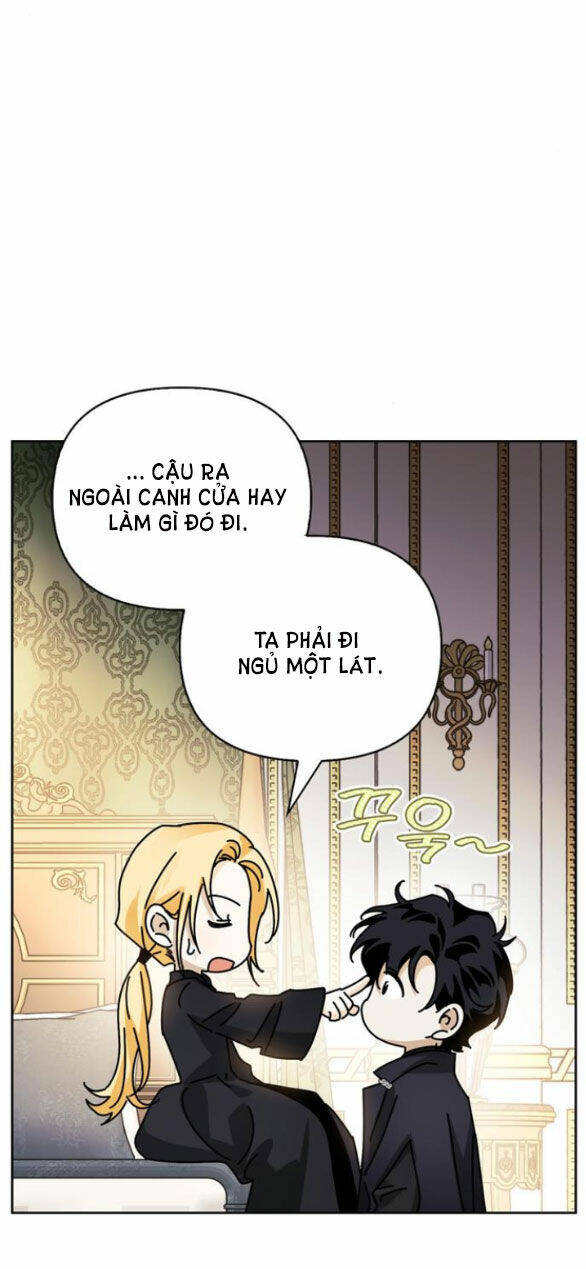 ... CẬU RA
NGOÀI CANH CỬA HAY
LÀM GÌ ĐÓ ĐI.
TA PHẢI ĐI
NGỦ MỘT LÁT.
꾸욱~